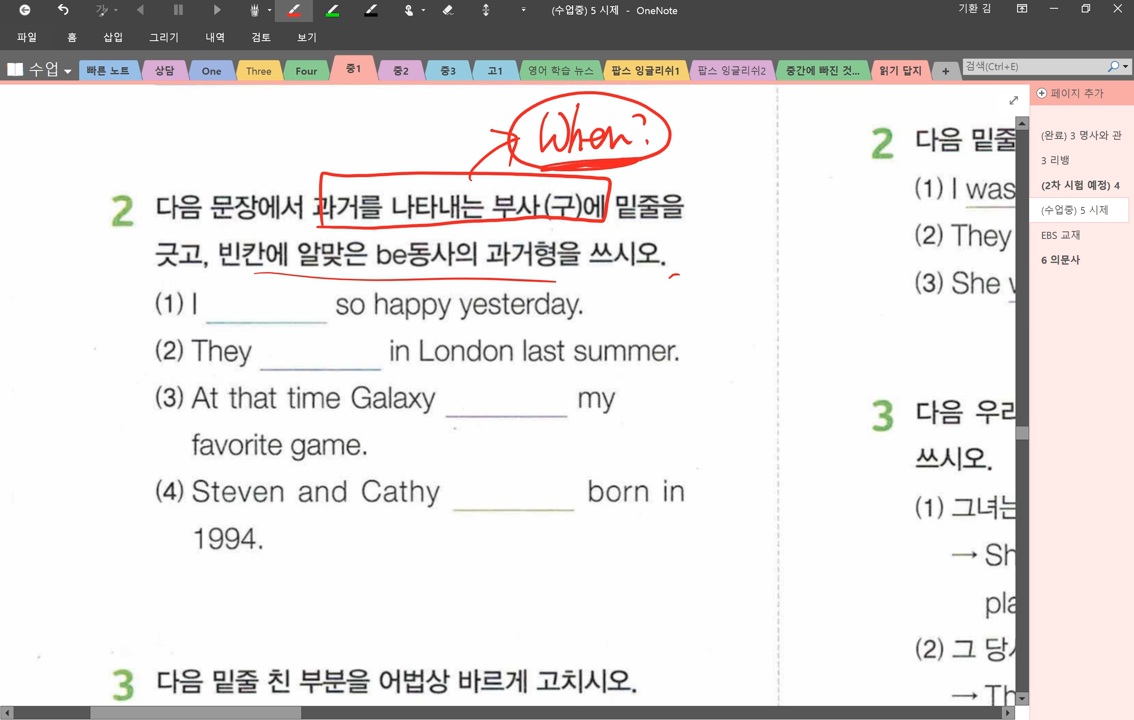 (수업중) 5 시제 - OneNote
기환 김
파일 홈 삽입 그리기 내역 검토 보기
수업 빠른 노트 상담 One Three Four 중1 중2 중3 고1 영어 학습 뉴스 팝스 잉글리쉬1 팝스 잉글리쉬2 중간에 빠진 것... 읽기 답지 + 검색(Ctrl+E)
페이지 추가
(완료) 3 명사와 관
3 리뱅
(2차 시험 예정) 4
(수업중) 5 시제
EBS 교재
6 의문사
When?
2 다음 문장에서 과거를 나타내는 부사(구)에 밑줄을
긋고, 빈칸에 알맞은 be동사의 과거형을 쓰시오.
(1) I so happy yesterday.
(2) They in London last summer.
(3) At that time Galaxy my
favorite game.
(4) Steven and Cathy born in
1994.
3 다음 밑줄 친 부분을 어법상 바르게 고치시오.
2 다음 밑줄
(1) I was
(2) They
(3) She
3 다음 우리
쓰시오.
(1) 그녀는
→ Sh
pla
(2) 그 당시
→ Th